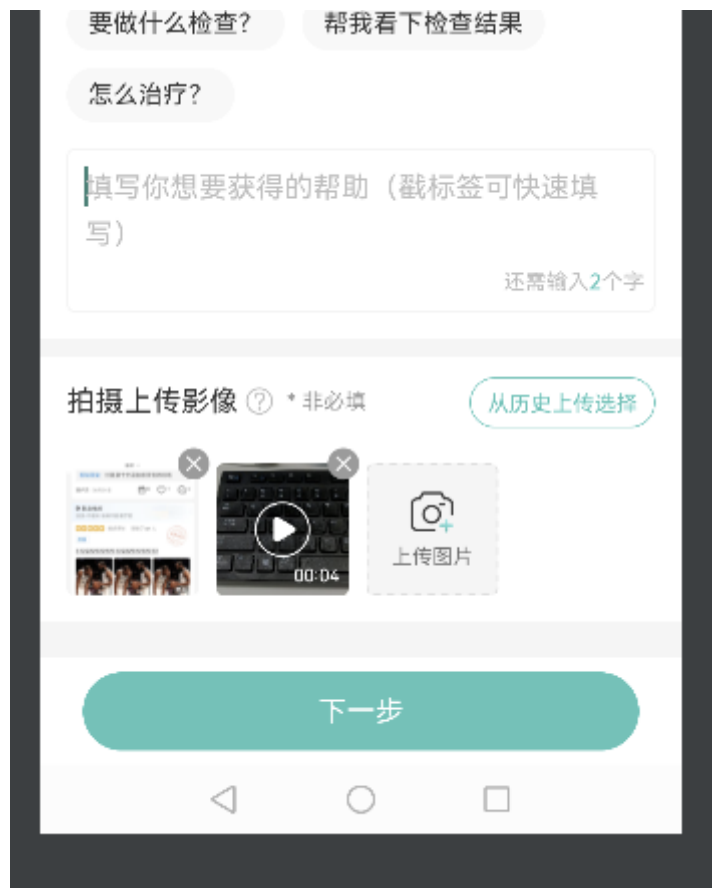 要做什么检查? 帮我看下检查结果
怎么治疗?
填写你想要获得的帮助（戳标签可快速填
写）
还需输入2个字
拍摄上传影像 ? *非必填 从历史上传选择
00:04
上传图片
下一步